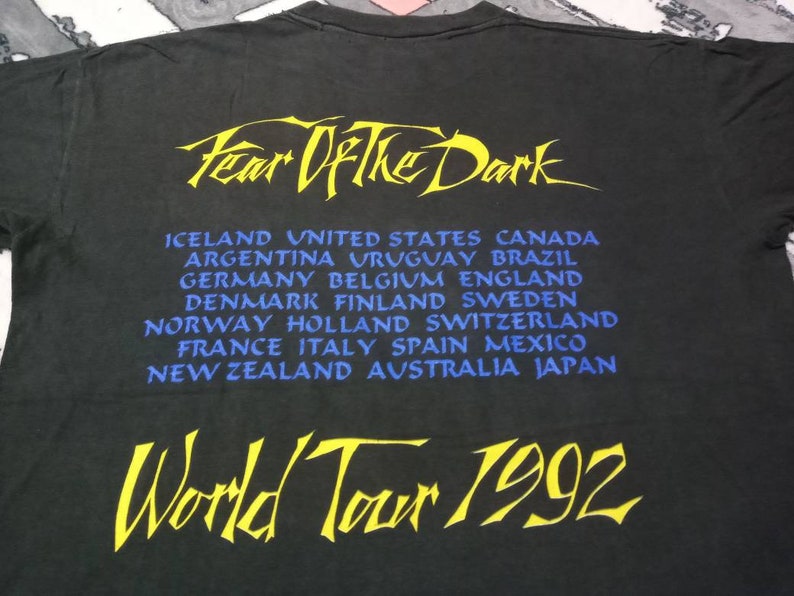 Fear Of The Dark
ICELAND UNITED STATES CANADA
ARGENTINA URUGUAY BRAZIL
GERMANY BELGIUM ENGLAND
DENMARK FINLAND SWEDEN
NORWAY HOLLAND SWITZERLAND
FRANCE ITALY SPAIN MEXICO
NEW ZEALAND AUSTRALIA JAPAN
World Tour 1992